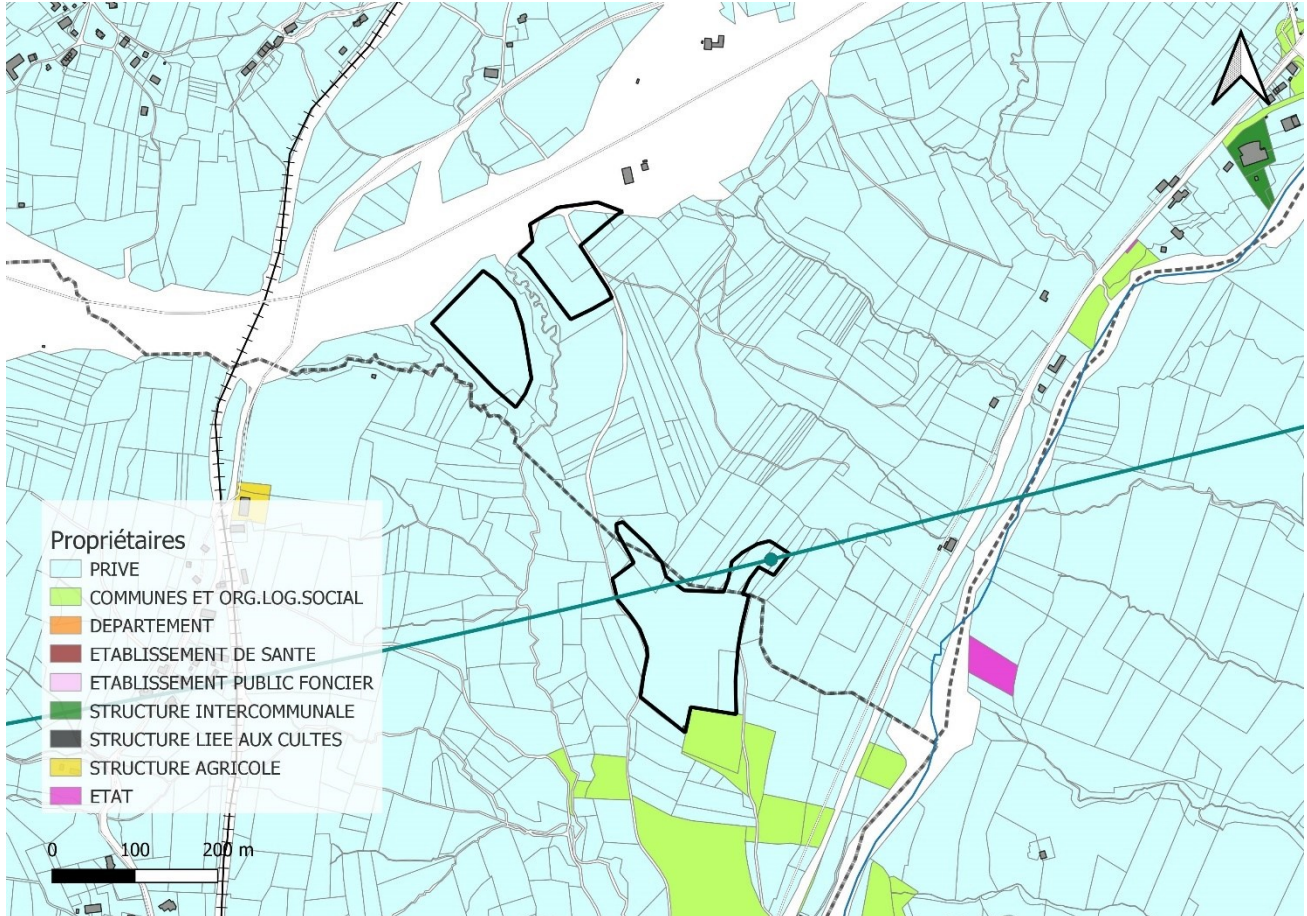 Propriétaires
PRIVE
COMMUNES ET ORG.LOG.SOCIAL
DEPARTEMENT
ETABLISSEMENT DE SANTE
ETABLISSEMENT PUBLIC FONCIER
STRUCTURE INTERCOMMUNALE
STRUCTURE LIEE AUX CULTES
STRUCTURE AGRICOLE
ETAT
0 100 200 m